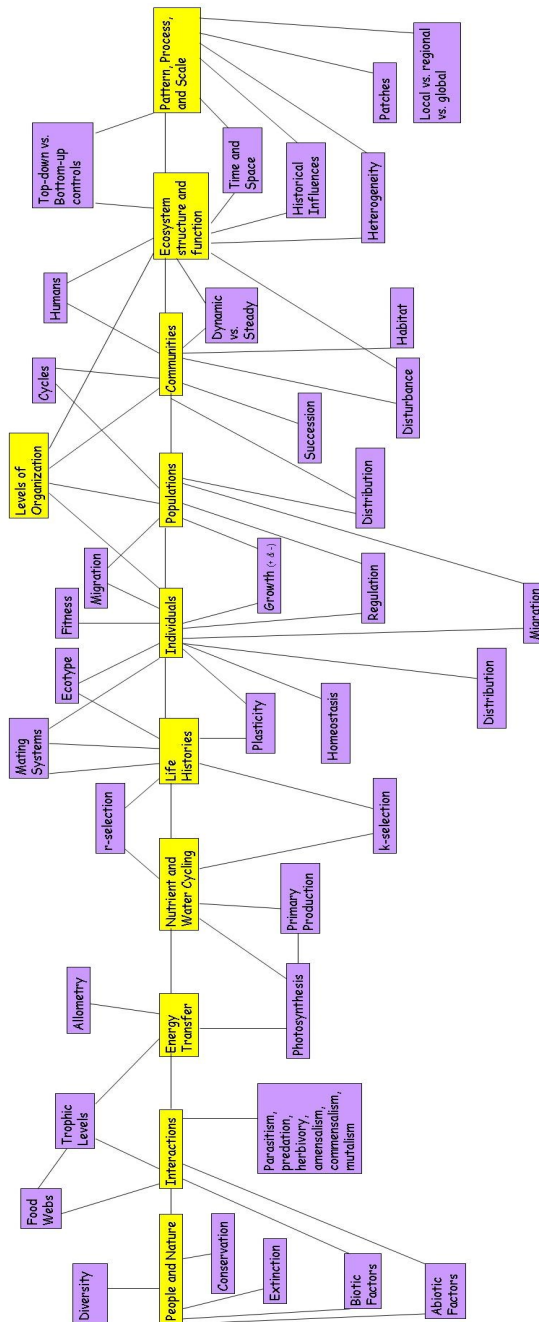 Diversity
People and Nature
Conservation
Extinction
Biotic
Factors
Abiotic
Factors
Food
Webs
Trophic
Levels
Interactions
Parasitism,
predation,
herbivory,
amensalism,
commensalism,
mutalism
Allometry
Energy
Transfer
Photosynthesis
Primary
Production
Nutrient and
Water Cycling
r-selection
k-selection
Mating
Systems
Ecotype
Life
Histories
Plasticity
Homeostasis
Fitness
Migration
Individuals
Growth (+ & -)
Regulation
Distribution
Migration
Levels of
Organization
Populations
Distribution
Cycles
Humans
Communities
Succession
Dynamic
vs.
Steady
Disturbance
Habitat
Top-down vs.
Bottom-up
controls
Ecosystem
structure and
function
Time and
Space
Historical
Influences
Heterogeneity
Pattern, Process,
and Scale
Patches
Local vs. regional
vs. global